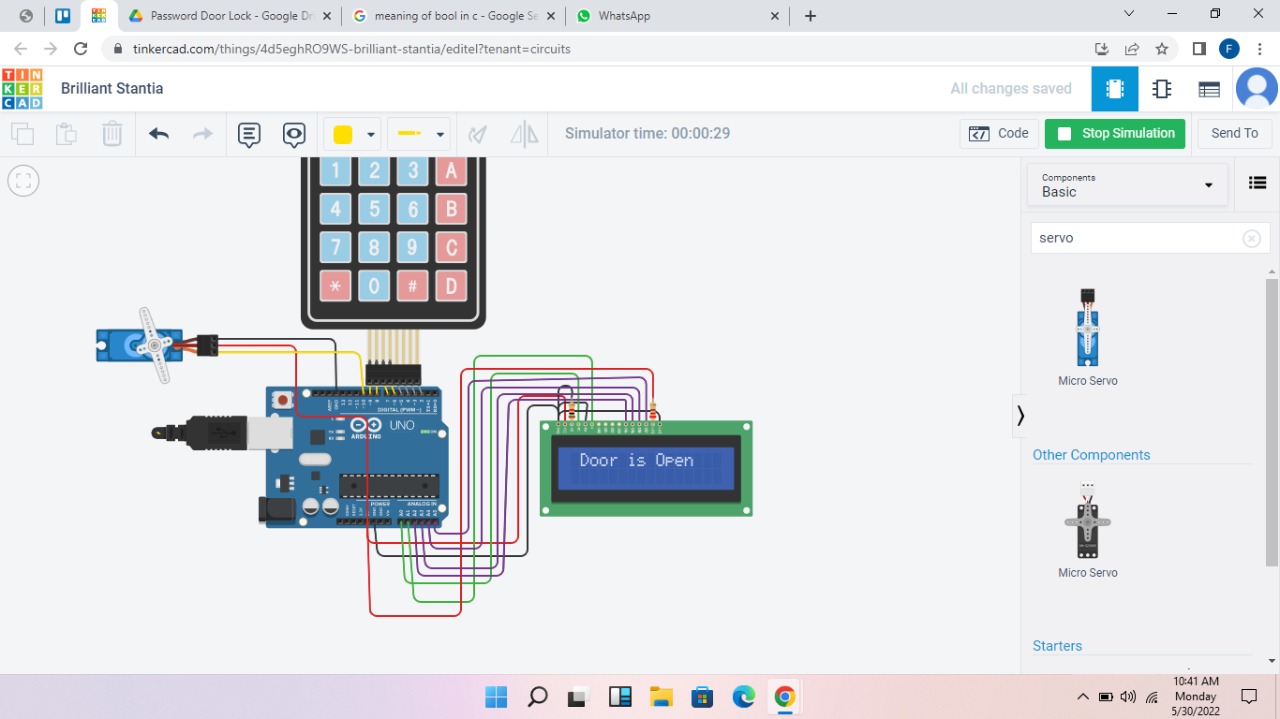 Password Door Lock - Google Dr
meaning of bool in c - Google Se
WhatsApp
tinkercad.com/things/4d5eghRO9WS-brilliant-stantia/editel?tenant=circuits
F
TIN
KER
CAD
Brilliant Stantia
All changes saved
Simulator time: 00:00:29
Code
Stop Simulation
Send To
Components
Basic
servo
1 2 3 A
4 5 6 B
7 8 9 C
* 0 # D
DIGITAL (PWM~)
UNO
ARDUINO
POWER
ANALOG IN
Door is Open
Micro Servo
Other Components
Micro Servo
Starters
10:41 AM
Monday
5/30/2022